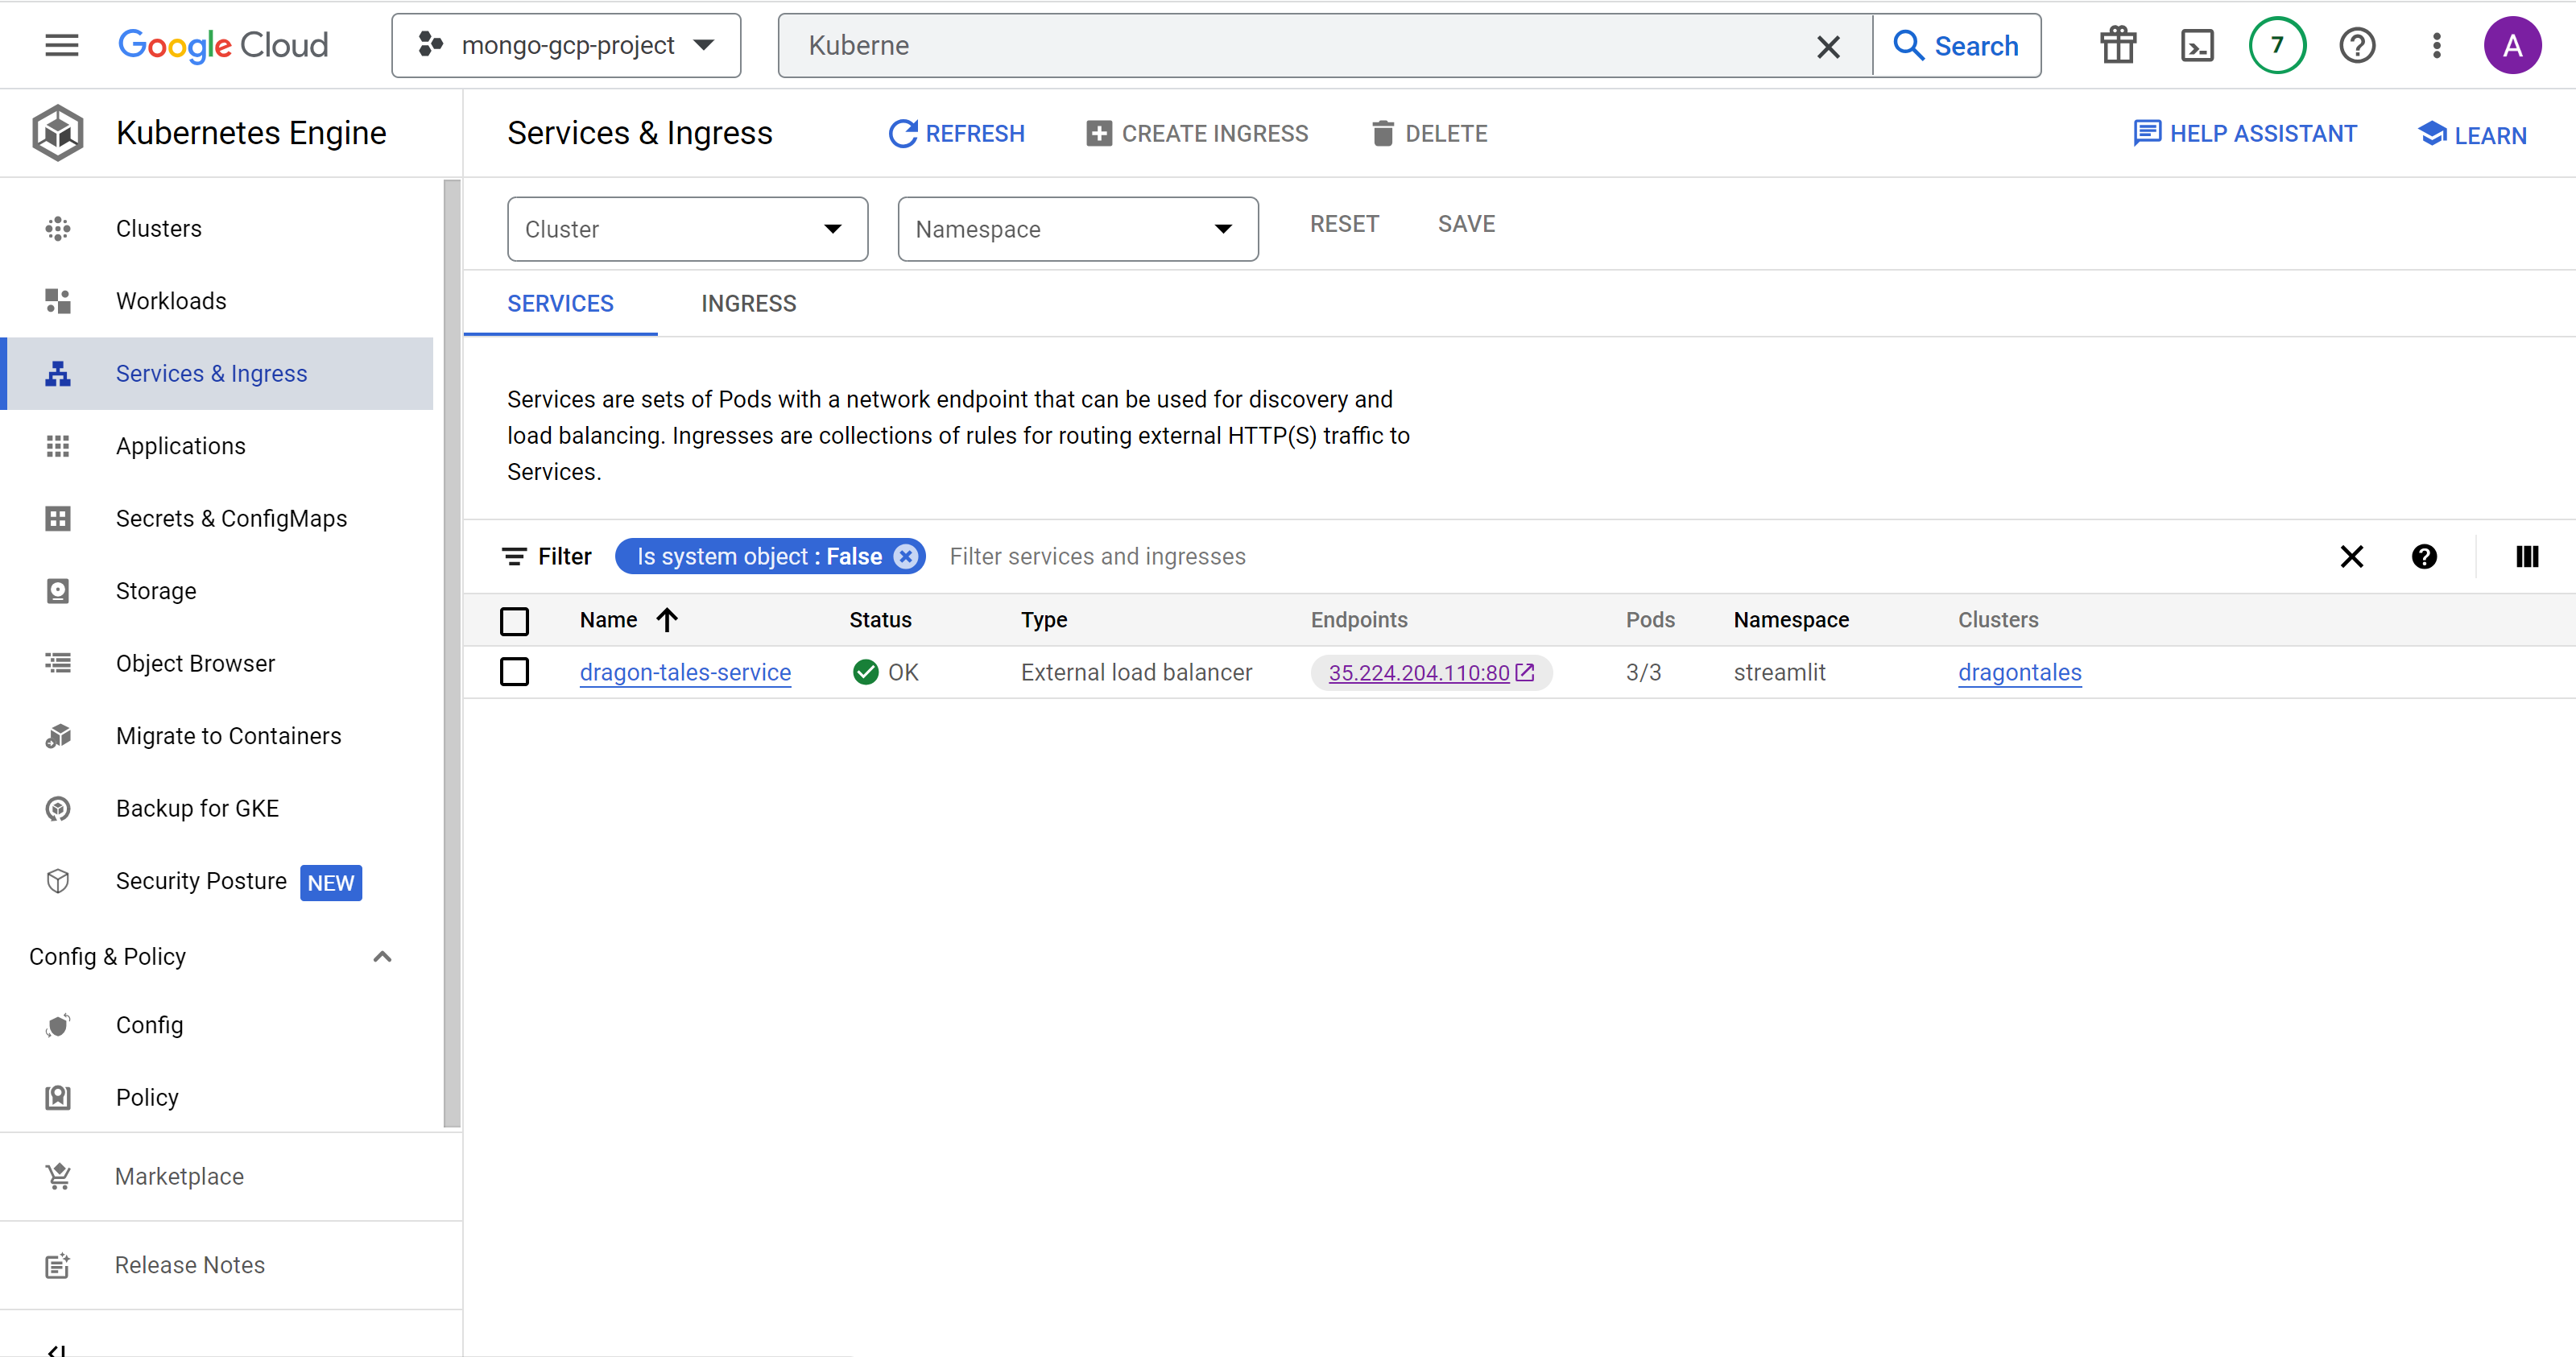 Google Cloud
mongo-gcp-project
Kuberne
Search
7
A
Kubernetes Engine
Services & Ingress
REFRESH
CREATE INGRESS
DELETE
HELP ASSISTANT
LEARN
Clusters
Workloads
Services & Ingress
Applications
Secrets & ConfigMaps
Storage
Object Browser
Migrate to Containers
Backup for GKE
Security Posture NEW
Config & Policy
Config
Policy
Marketplace
Release Notes
Cluster
Namespace
RESET
SAVE
SERVICES
INGRESS
Services are sets of Pods with a network endpoint that can be used for discovery and
load balancing. Ingresses are collections of rules for routing external HTTP(S) traffic to
Services.
Filter Is system object : False Filter services and ingresses
Name Status Type Endpoints Pods Namespace Clusters
dragon-tales-service OK External load balancer 35.224.204.110:80 3/3 streamlit dragontales